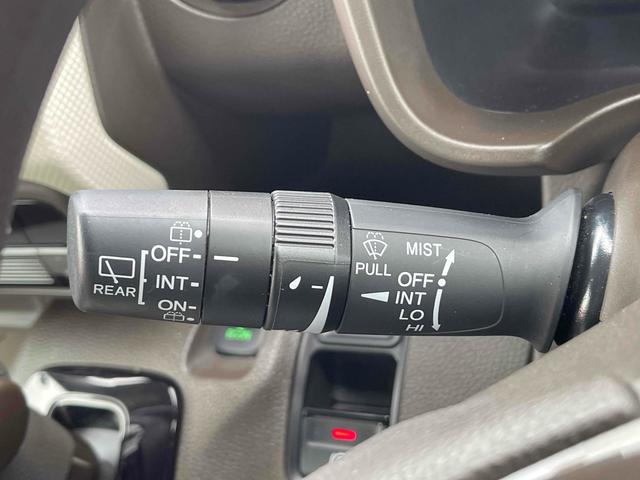 REAR
OFF
INT
ON
PULL
MIST
OFF
INT
LO
HI